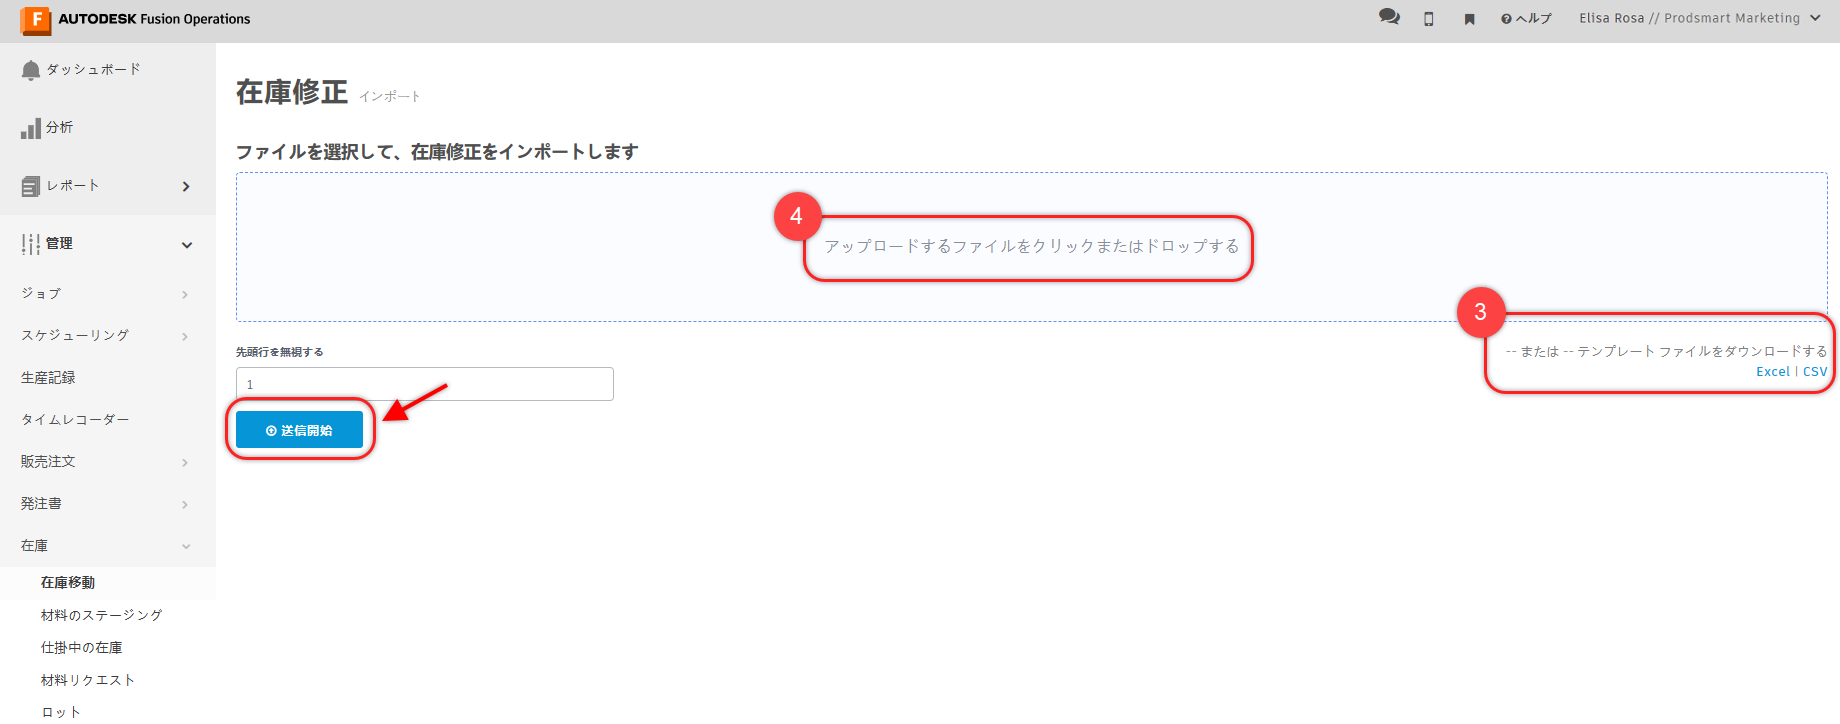 AUTODESK Fusion Operations
ヘルプ
Elisa Rosa // Prodsmart Marketing
ダッシュボード
分析
レポート
管理
ジョブ
スケジューリング
生産記録
タイムレコーダー
販売注文
発注書
在庫
在庫移動
材料のステージング
仕掛中の在庫
材料リクエスト
ロット
在庫修正 インポート
ファイルを選択して、在庫修正をインポートします
4
アップロードするファイルをクリックまたはドロップする
3
-- または -- テンプレート ファイルをダウンロードする
Excel | CSV
先頭行を無視する
1
送信開始